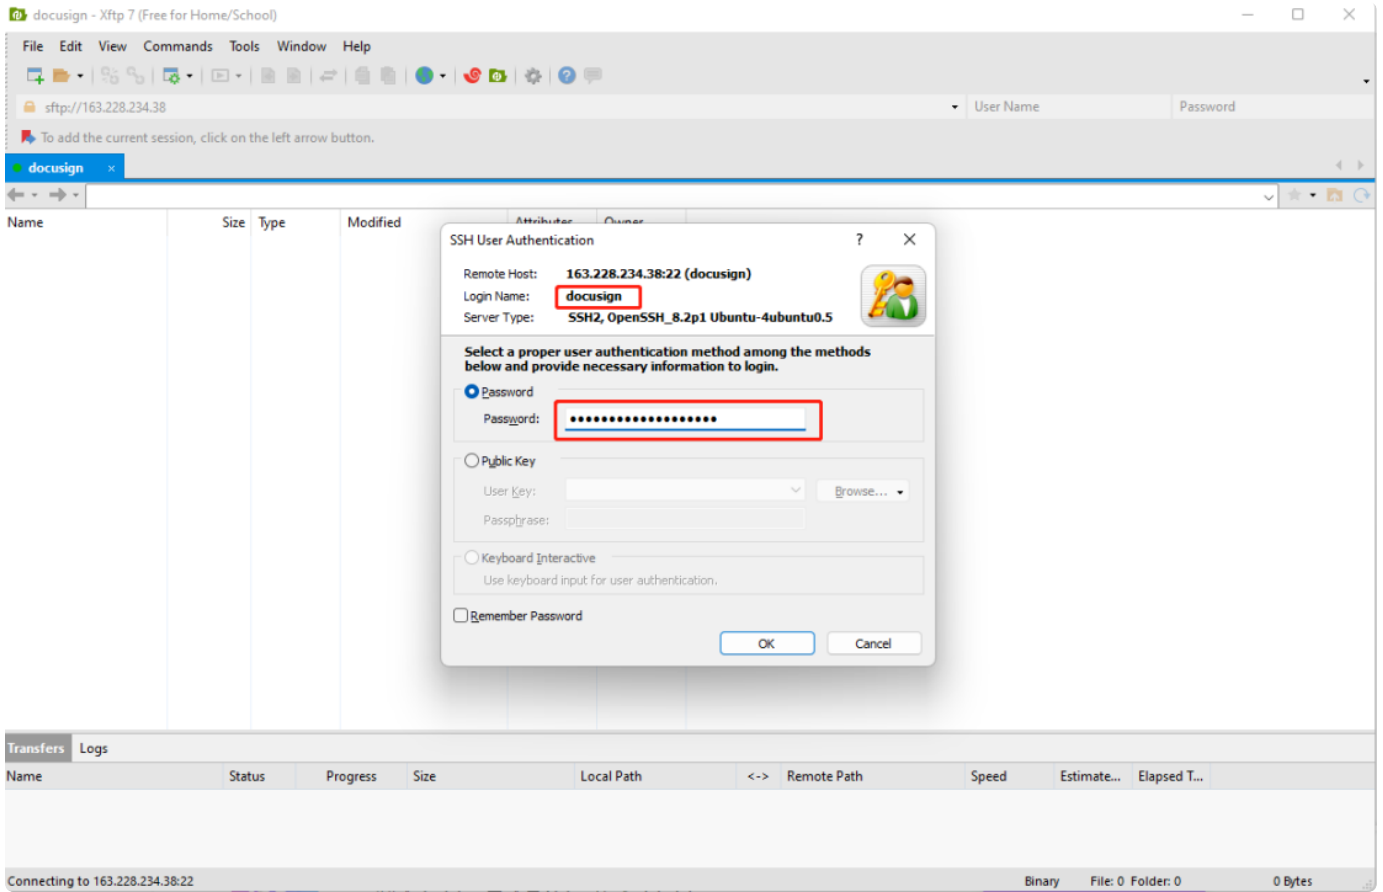 docusign - Xftp 7 (Free for Home/School)
File Edit View Commands Tools Window Help
sftp://163.228.234.38 User Name Password
To add the current session, click on the left arrow button.
docusign
Name Size Type Modified Attributes Owner
SSH User Authentication
Remote Host: 163.228.234.38:22 (docusign)
Login Name: docusign
Server Type: SSH2, OpenSSH_8.2p1 Ubuntu-4ubuntu0.5
Select a proper user authentication method among the methods
below and provide necessary information to login.
Password
Password: •••••••••••••••••••
Public Key
User Key: Browse...
Passphrase:
Keyboard Interactive
Use keyboard input for user authentication.
Remember Password
OK Cancel
Transfers Logs
Name Status Progress Size Local Path <-> Remote Path Speed Estimate... Elapsed T...
Connecting to 163.228.234.38:22 Binary File: 0 Folder: 0 0 Bytes